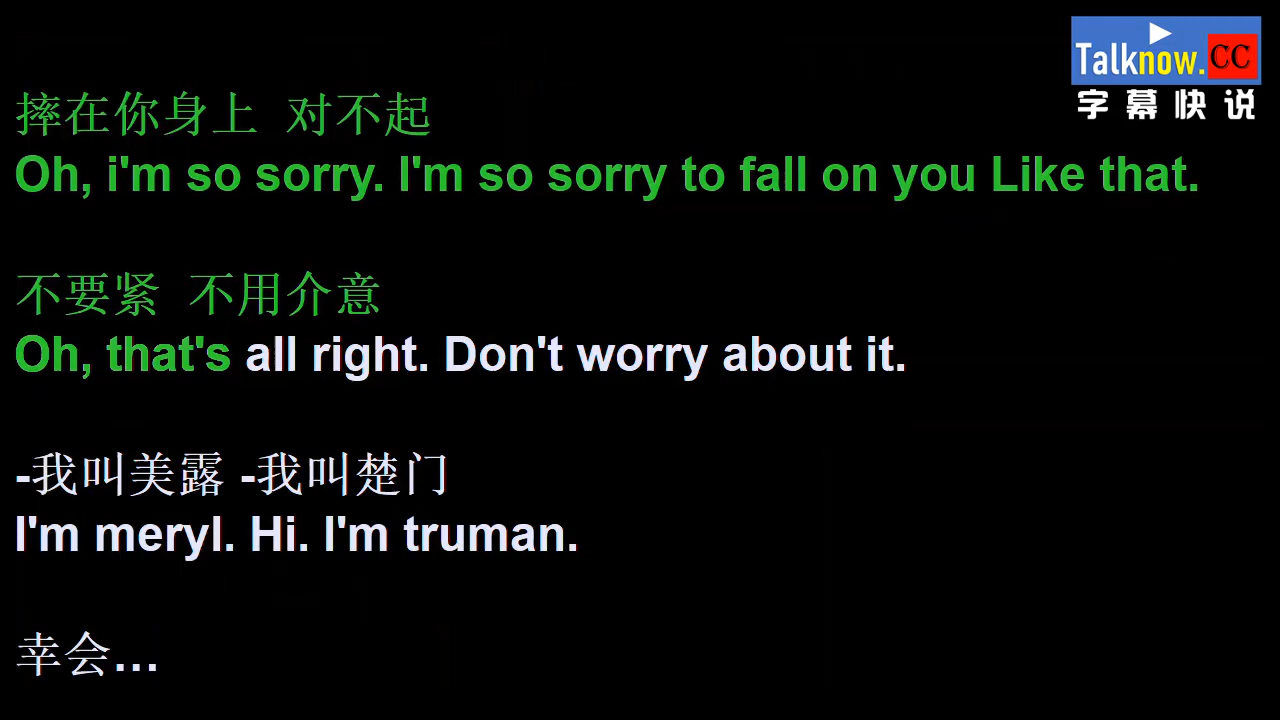 Talknow.CC
字幕快说
摔在你身上 对不起
Oh, i'm so sorry. I'm so sorry to fall on you Like that.
不要紧 不用介意
Oh, that's all right. Don't worry about it.
-我叫美露 -我叫楚门
I'm meryl. Hi. I'm truman.
幸会...